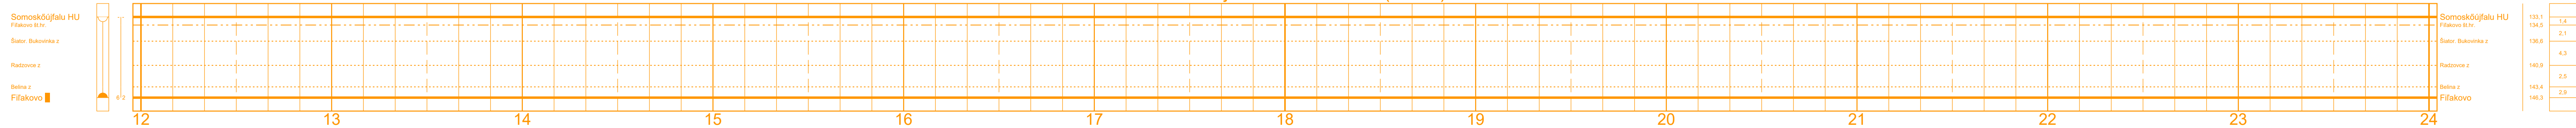 Somoskőújfalu HU
Fiľakovo št.hr.
Šiator. Bukovinka z
Radzovce z
Belina z
Fiľakovo
12 13 14 15 16 17 18 19 20 21 22 23 24
Somoskőújfalu HU 133,1
Fiľakovo št.hr. 134,5
1,4
2,1
Šiator. Bukovinka z 136,6
4,3
Radzovce z 140,9
2,5
Belina z 143,4
2,9
Fiľakovo 146,3